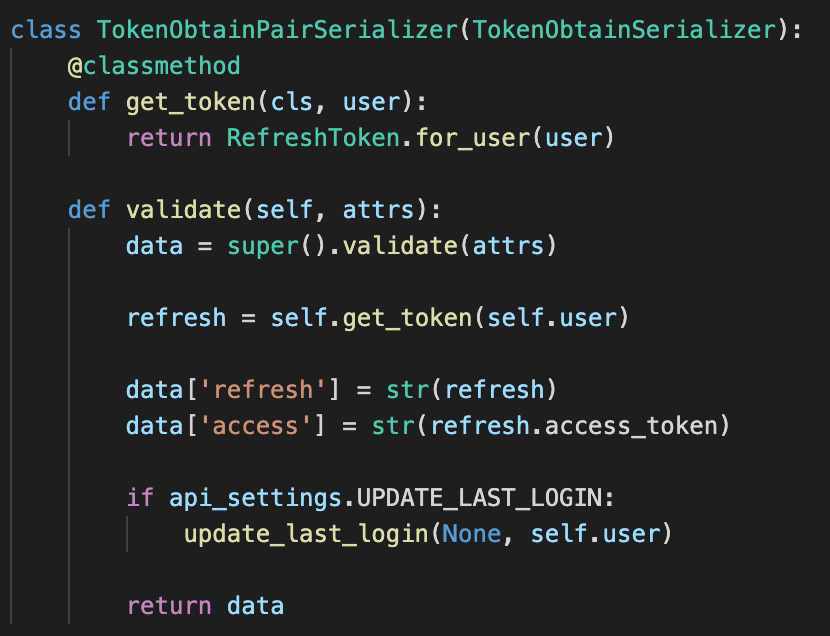 class TokenObtainPairSerializer(TokenObtainSerializer):
    @classmethod
    def get_token(cls, user):
        return RefreshToken.for_user(user)

    def validate(self, attrs):
        data = super().validate(attrs)

        refresh = self.get_token(self.user)

        data['refresh'] = str(refresh)
        data['access'] = str(refresh.access_token)

        if api_settings.UPDATE_LAST_LOGIN:
            update_last_login(None, self.user)

        return data